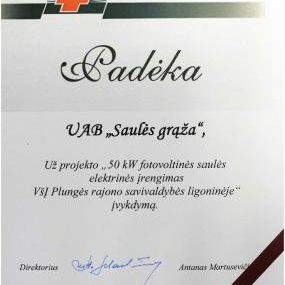 Padėka
UAB „Saulės grąža“,
Už projekto „50 kW fotovoltinės saulės
elektrinės įrengimas
VšĮ Plungės rajono savivaldybės ligoninėje“
įvykdymą.
Direktorius Antanas Martusevičius